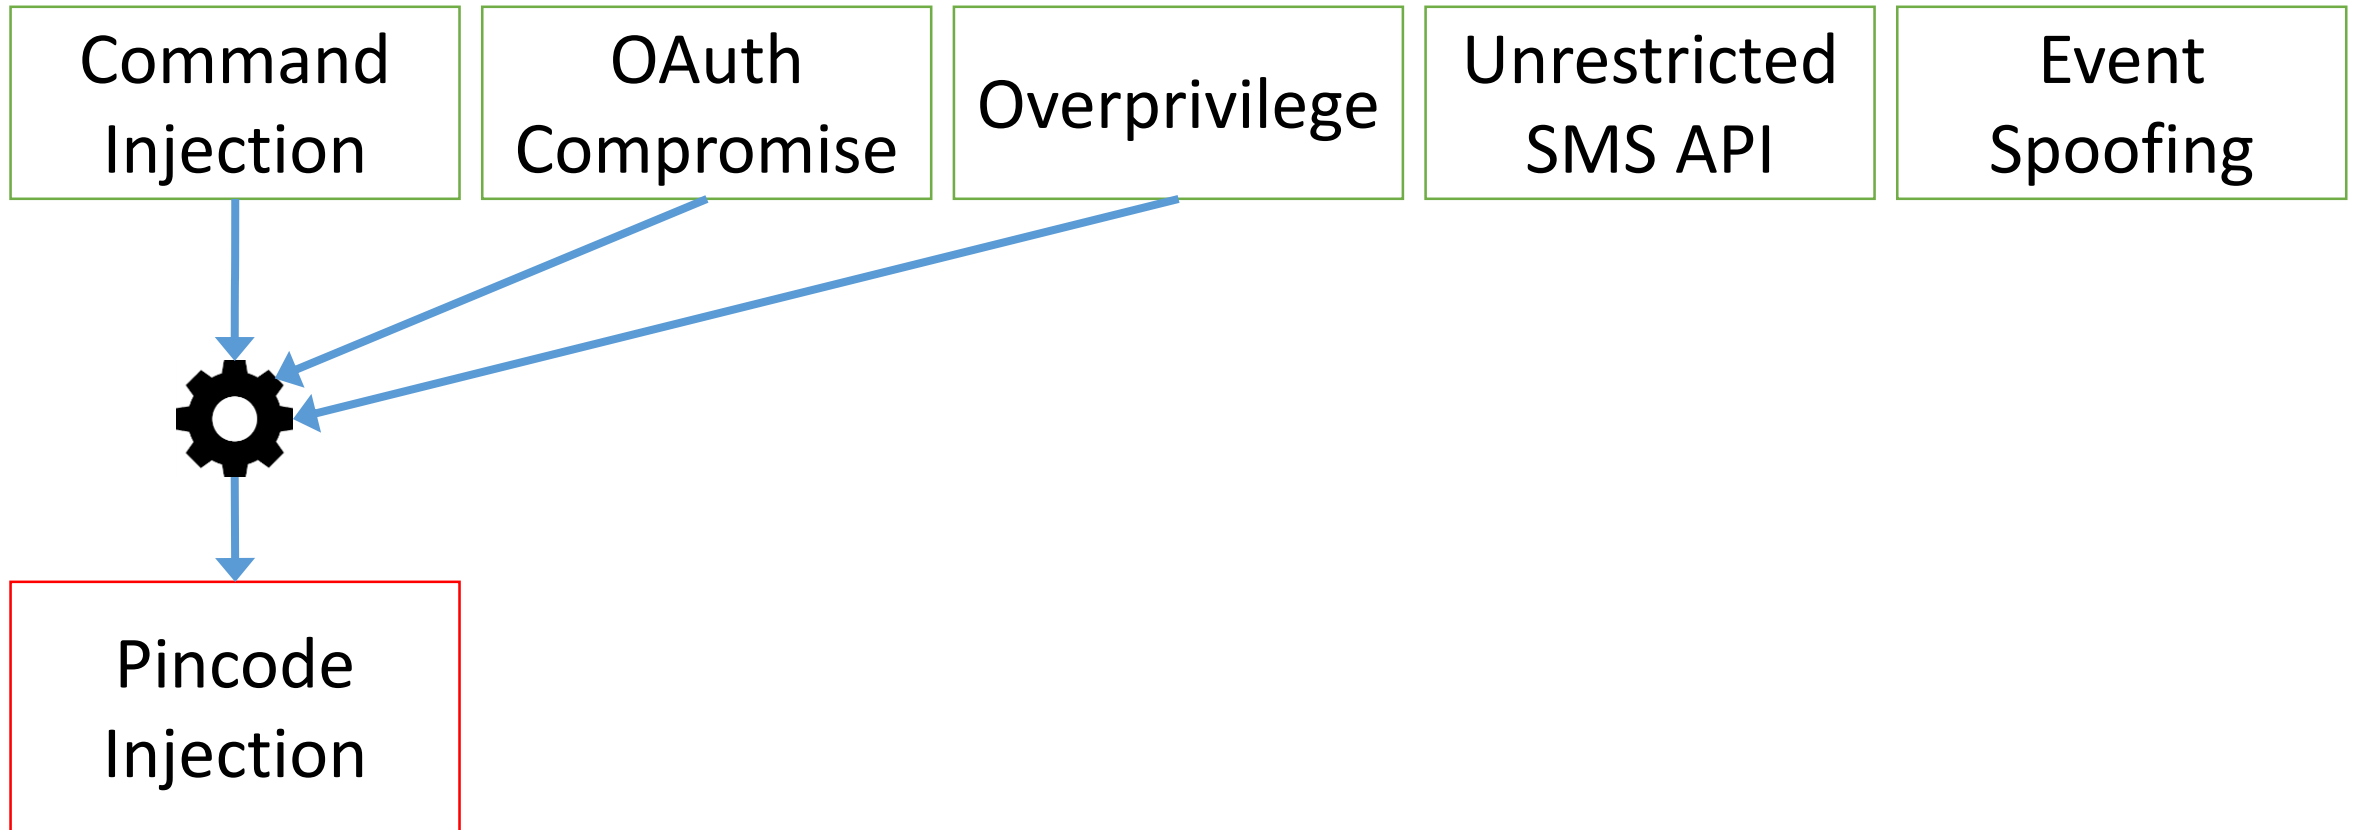 Command
Injection
OAuth
Compromise
Overprivilege
Unrestricted
SMS API
Event
Spoofing
Pincode
Injection